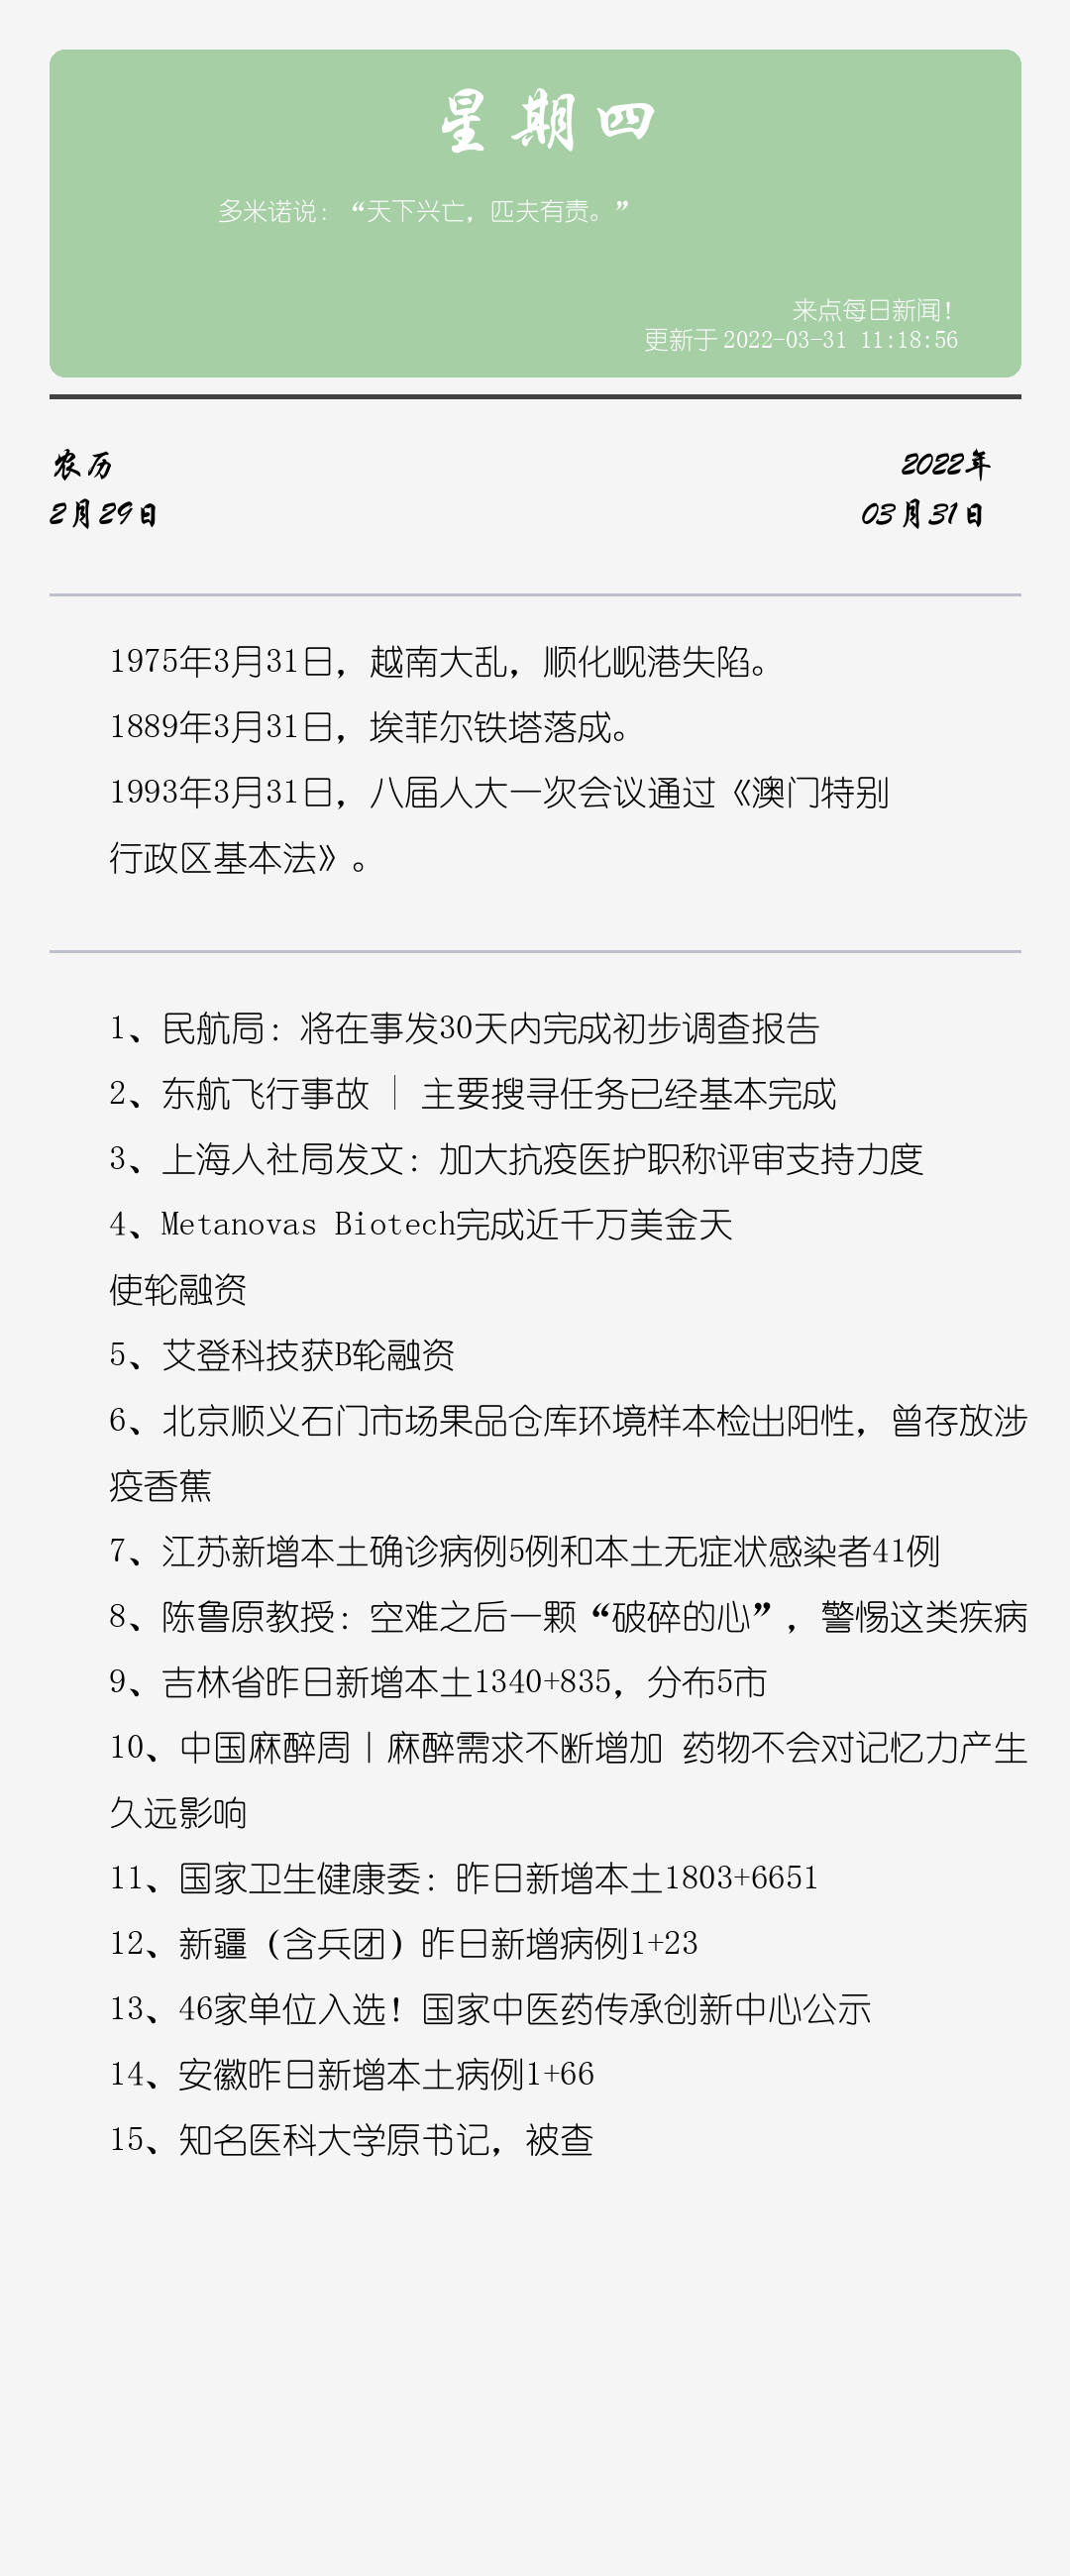 星期四
多米诺说：“天下兴亡，匹夫有责。”
来点每日新闻！
更新于 2022-03-31 11:18:56
农历
2022年
2月29日
03月31日
1975年3月31日，越南大乱，顺化岘港失陷。
1889年3月31日，埃菲尔铁塔落成。
1993年3月31日，八届人大一次会议通过《澳门特别
行政区基本法》。
1、民航局：将在事发30天内完成初步调查报告
2、东航飞行事故 | 主要搜寻任务已经基本完成
3、上海人社局发文：加大抗疫医护职称评审支持力度
4、Metanovas Biotech完成近千万美金天
使轮融资
5、艾登科技获B轮融资
6、北京顺义石门市场果品仓库环境样本检出阳性，曾存放涉
疫香蕉
7、江苏新增本土确诊病例5例和本土无症状感染者41例
8、陈鲁原教授：空难之后一颗“破碎的心”，警惕这类疾病
9、吉林省昨日新增本土1340+835，分布5市
10、中国麻醉周丨麻醉需求不断增加 药物不会对记忆力产生
久远影响
11、国家卫生健康委：昨日新增本土1803+6651
12、新疆（含兵团）昨日新增病例1+23
13、46家单位入选！国家中医药传承创新中心公示
14、安徽昨日新增本土病例1+66
15、知名医科大学原书记，被查